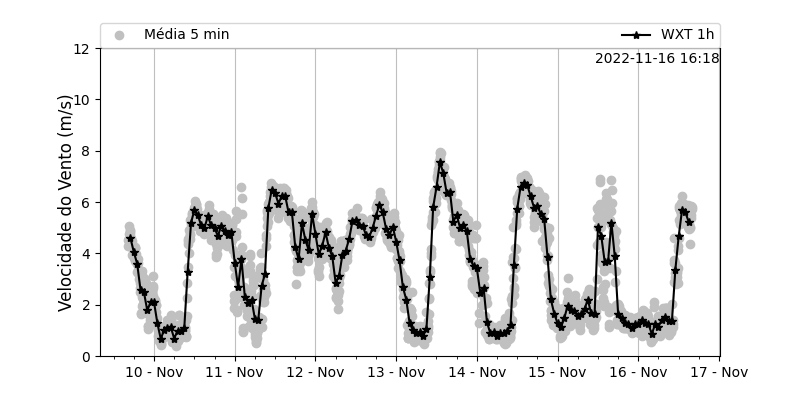 Média 5 min
WXT 1h
2022-11-16 16:18
Velocidade do Vento (m/s)
12
10
8
6
4
2
0
10 - Nov
11 - Nov
12 - Nov
13 - Nov
14 - Nov
15 - Nov
16 - Nov
17 - Nov